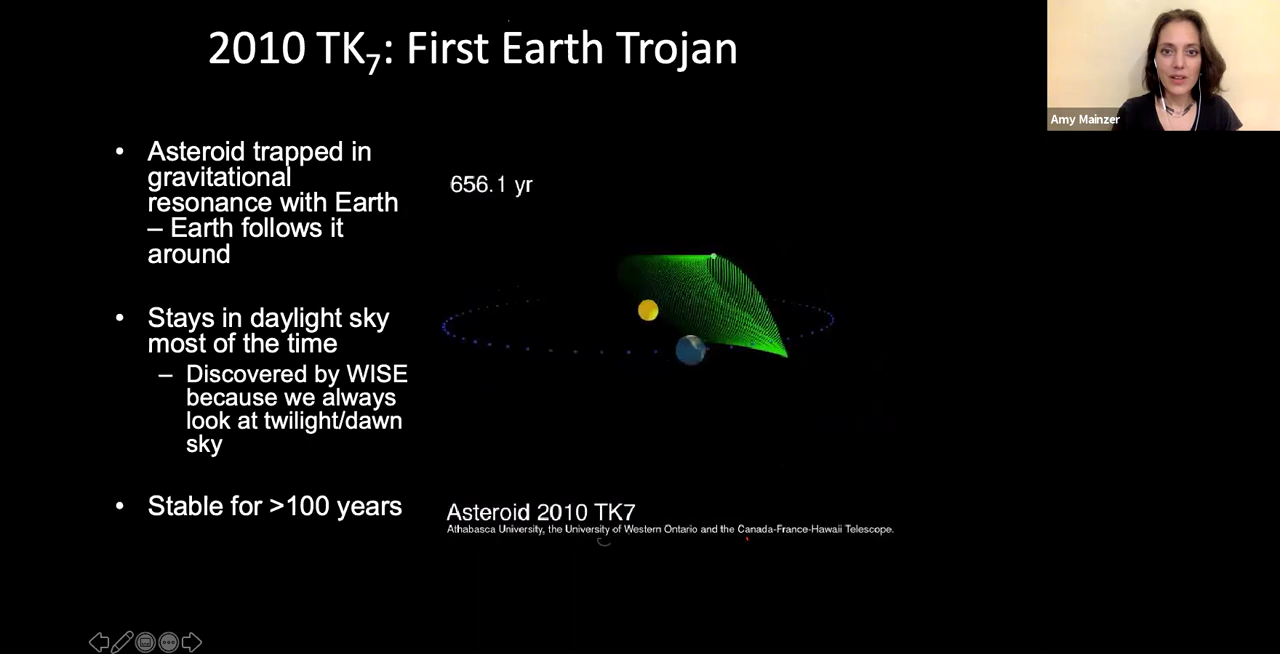 2010 TK7: First Earth Trojan
Amy Mainzer
• Asteroid trapped in
gravitational
resonance with Earth
– Earth follows it
around
• Stays in daylight sky
most of the time
– Discovered by WISE
because we always
look at twilight/dawn
sky
• Stable for >100 years
656.1 yr
Asteroid 2010 TK7
Athabasca University, the University of Western Ontario and the Canada-France-Hawaii Telescope.